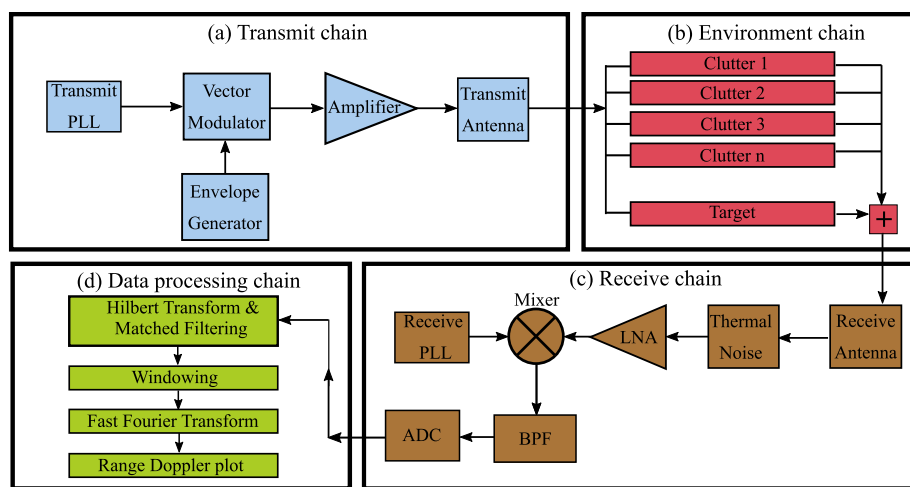 (a) Transmit chain
Transmit
PLL
Vector
Modulator
Amplifier
Transmit
Antenna
Envelope
Generator
(b) Environment chain
Clutter 1
Clutter 2
Clutter 3
Clutter n
Target
+
(c) Receive chain
Mixer
Receive
PLL
LNA
Thermal
Noise
Receive
Antenna
ADC
BPF
(d) Data processing chain
Hilbert Transform &
Matched Filtering
Windowing
Fast Fourier Transform
Range Doppler plot